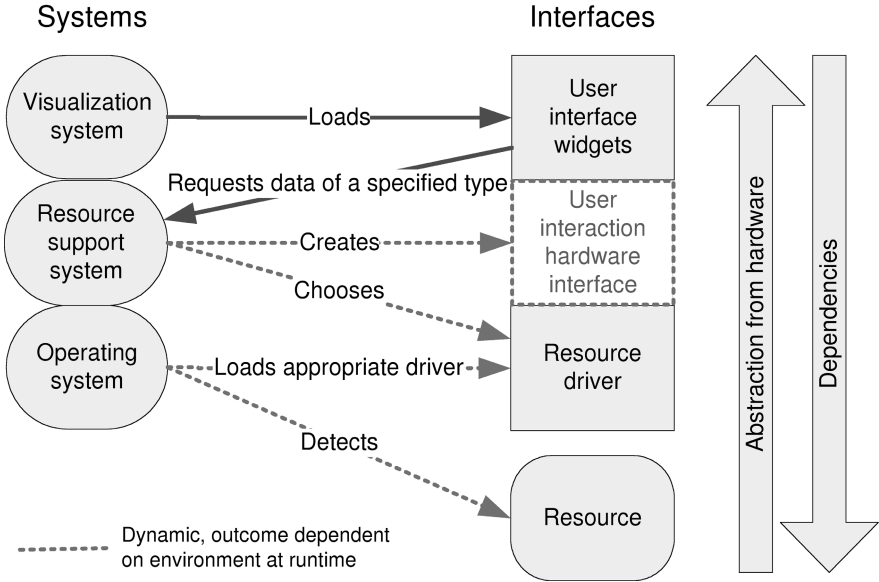 Systems
Interfaces
Visualization
system
Loads
User
interface
widgets
Requests data of a specified type
Resource
support
system
Creates
Chooses
User
interaction
hardware
interface
Operating
system
Loads appropriate driver
Detects
Resource
driver
Resource
Abstraction from hardware
Dependencies
Dynamic, outcome dependent
on environment at runtime